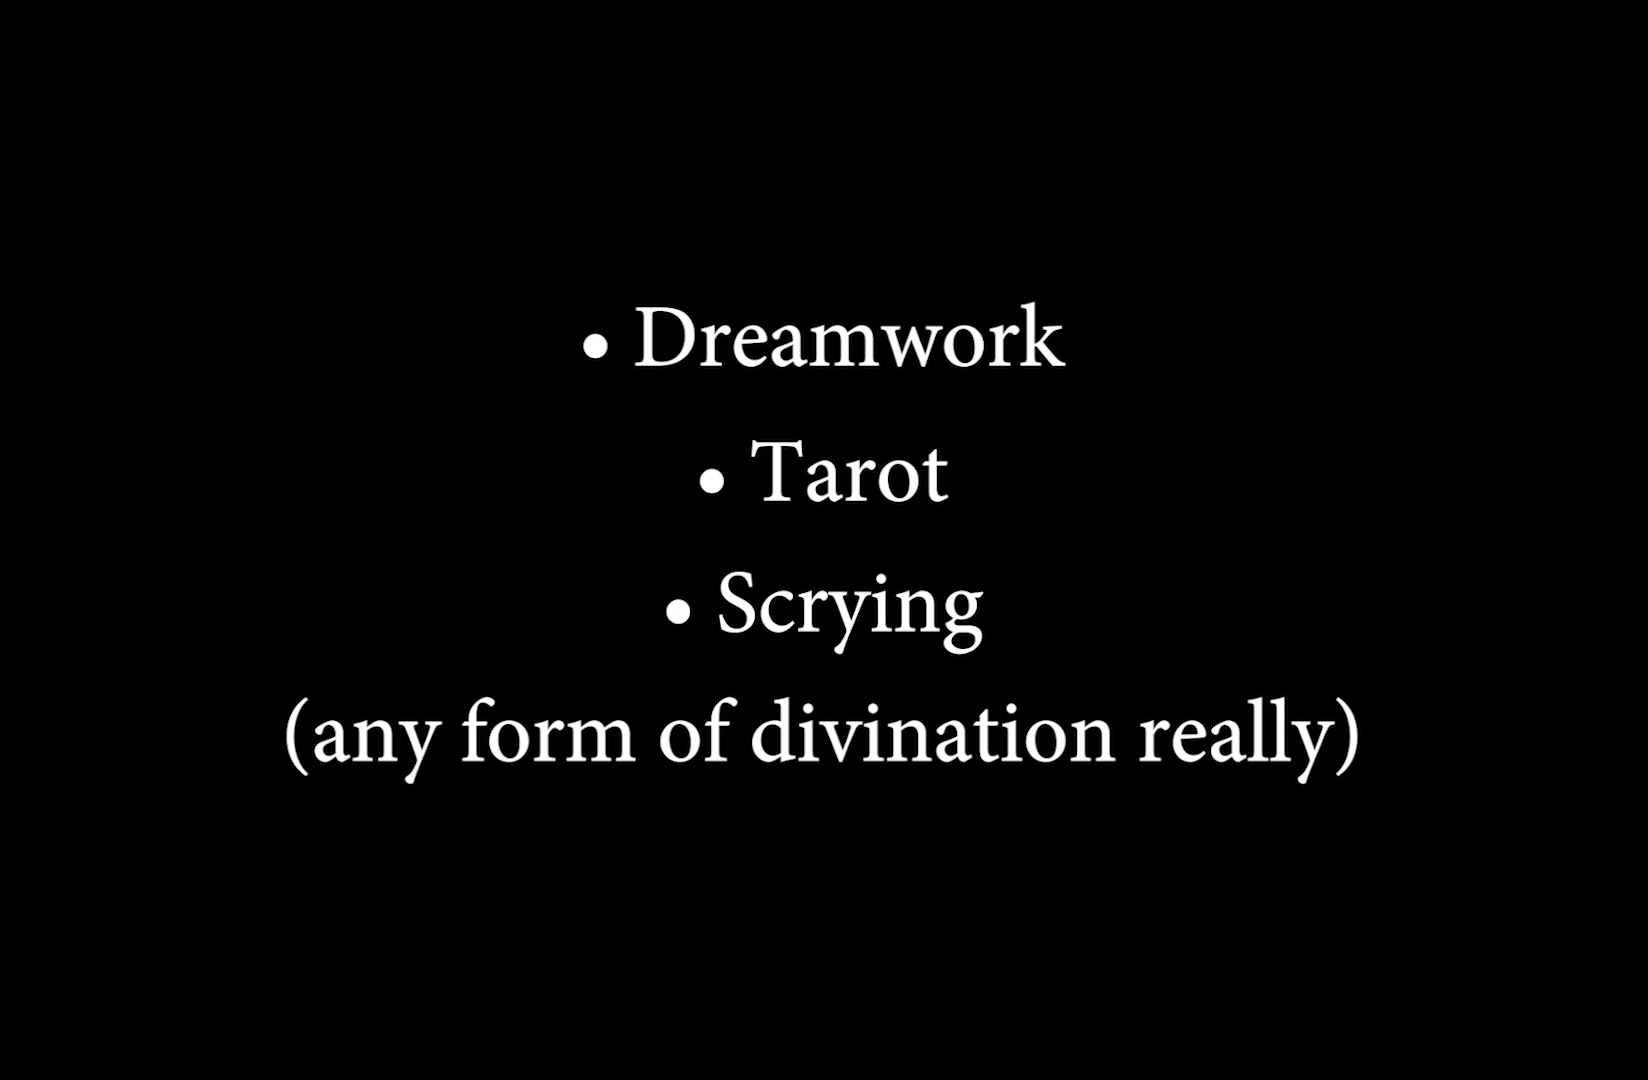 • Dreamwork
• Tarot
• Scrying
(any form of divination really)